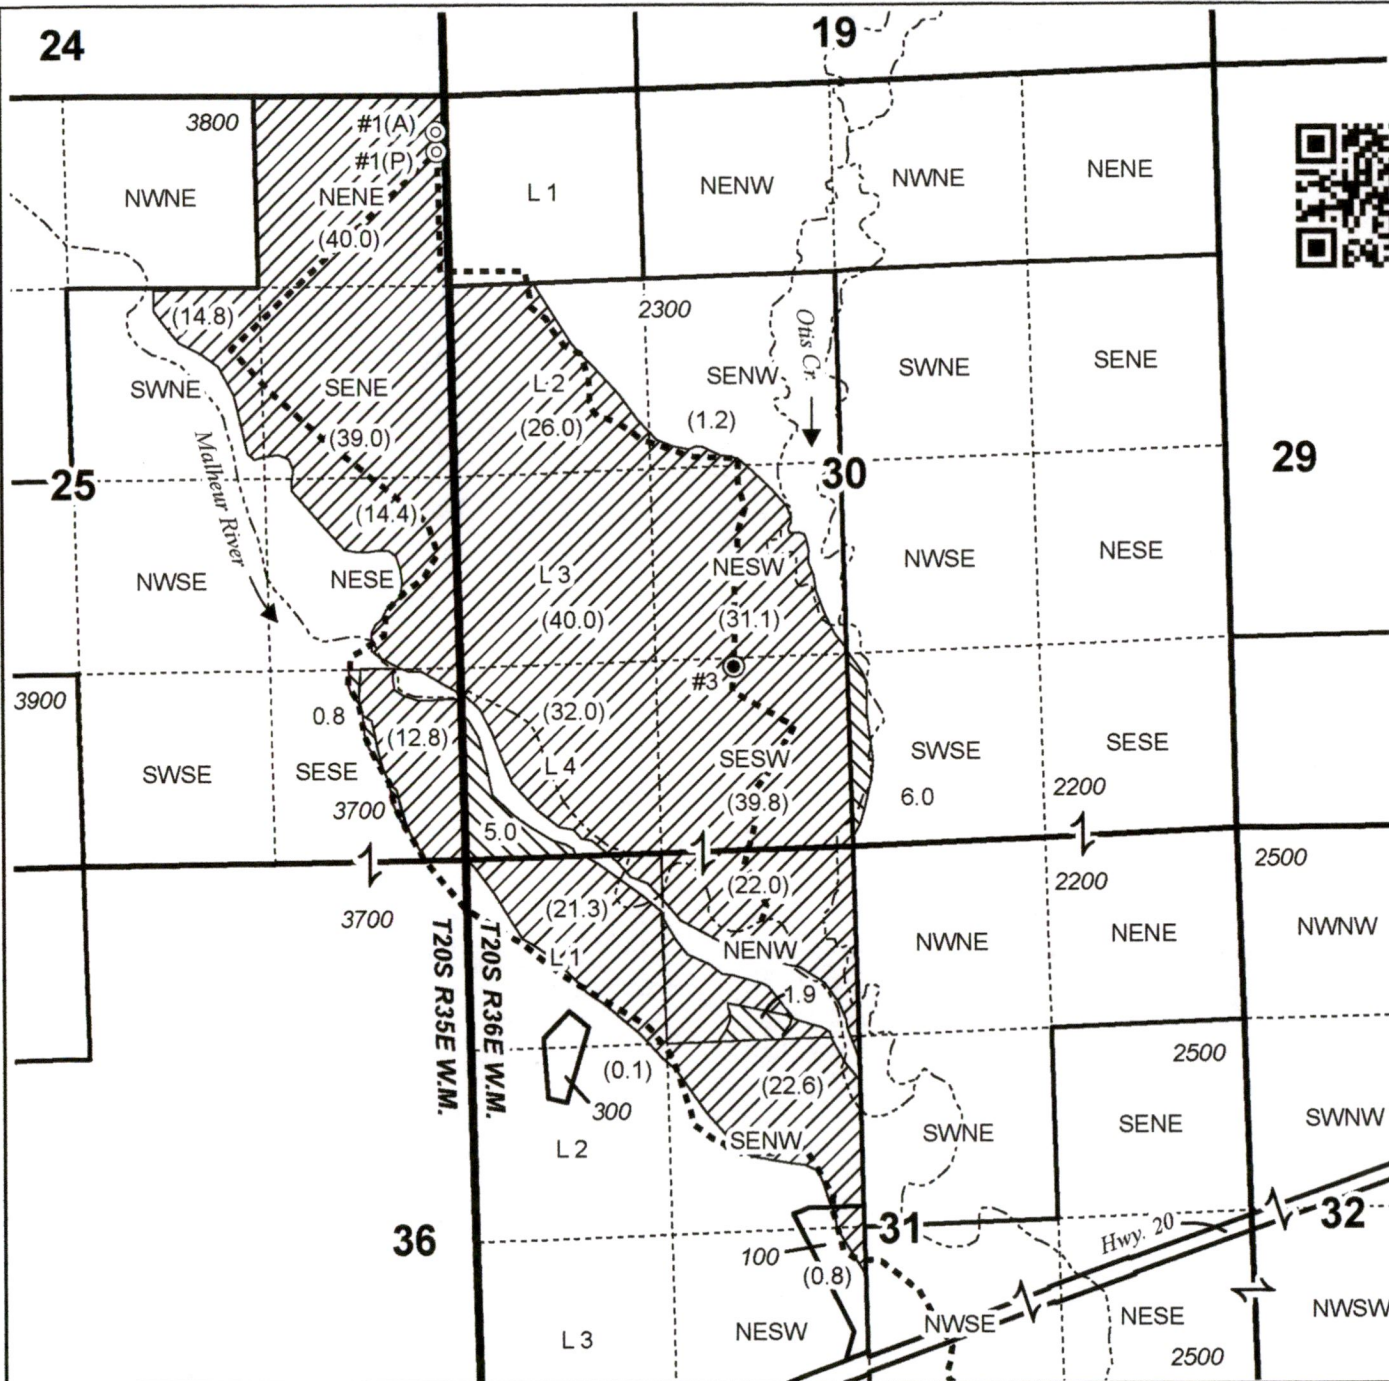 24
19
3800
#1(A)
#1(P)
NWNE
NENE
(40.0)
L 1
NENW
NWNE
NENE
(14.8)
2300
Otis Cr.
SWNE
SENE
(39.0)
L 2
(26.0)
SENW
(1.2)
SWNE
SENE
Malheur River
25
30
29
(14.4)
NWSE
NESE
L 3
(40.0)
NESW
(31.1)
NWSE
NESE
#3
3900
0.8
(12.8)
(32.0)
L 4
SESW
(39.8)
SWSE
SESE
SWSE
SESE
3700
5.0
6.0
2200
2500
3700
(21.3)
L 1
(22.0)
NENW
2200
NWNE
NENE
NWNW
T20S R35E W.M.
T20S R36E W.M.
1.9
(0.1)
300
(22.6)
2500
L 2
SENW
SWNE
SENE
SWNW
36
31
32
Hwy. 20
100
(0.8)
L 3
NESW
NWSE
NESE
NWSW
2500